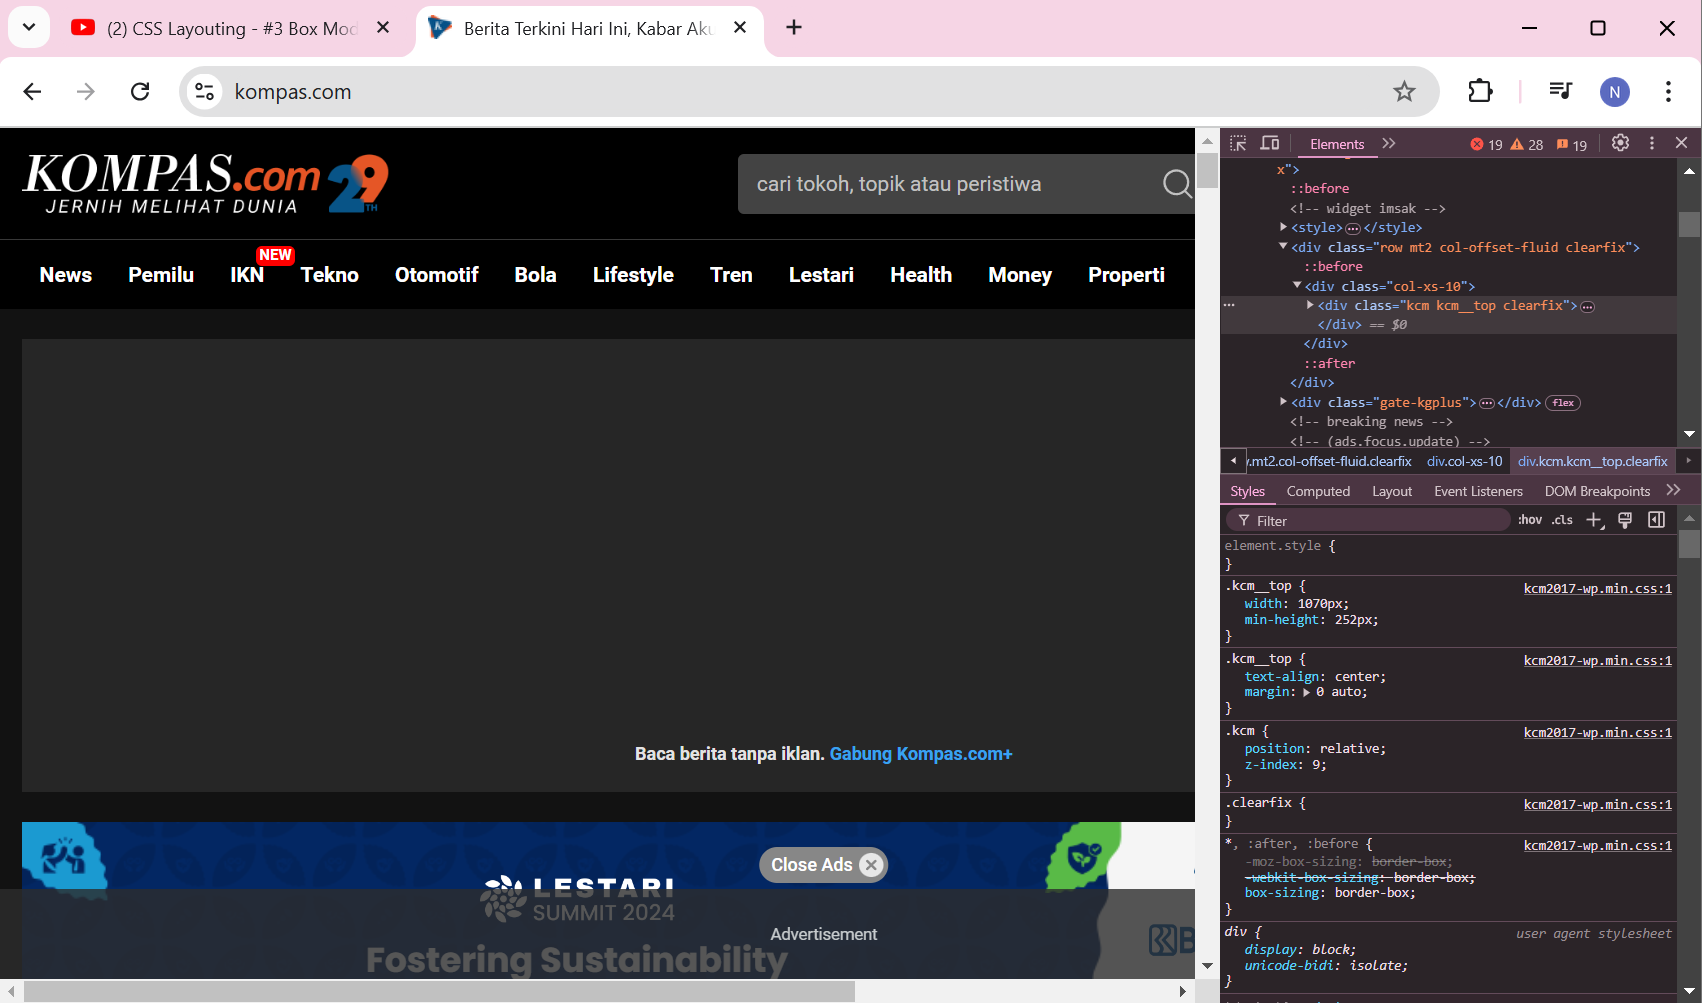 (2) CSS Layouting - #3 Box Mod
Berita Terkini Hari Ini, Kabar Aku
kompas.com
N
KOMPAS.com 29TH
JERNIH MELIHAT DUNIA
cari tokoh, topik atau peristiwa
NEW
News Pemilu IKN Tekno Otomotif Bola Lifestyle Tren Lestari Health Money Properti
Baca berita tanpa iklan. Gabung Kompas.com+
Close Ads
LESTARI
SUMMIT 2024
Advertisement
Fostering Sustainability
B
Elements 19 28 19
x">
::before
<!-- widget imsak -->
<style>…</style>
<div class="row mt2 col-offset-fluid clearfix">
::before
<div class="col-xs-10">
<div class="kcm kcm__top clearfix">…
</div> == $0
</div>
::after
</div>
<div class="gate-kgplus">…</div> flex
<!-- breaking news -->
<!-- (ads.focus.update) -->
.mt2.col-offset-fluid.clearfix div.col-xs-10 div.kcm.kcm__top.clearfix
Styles Computed Layout Event Listeners DOM Breakpoints
Filter :hov .cls
element.style {
}
.kcm__top { kcm2017-wp.min.css:1
width: 1070px;
min-height: 252px;
}
.kcm__top { kcm2017-wp.min.css:1
text-align: center;
margin: 0 auto;
}
.kcm { kcm2017-wp.min.css:1
position: relative;
z-index: 9;
}
.clearfix { kcm2017-wp.min.css:1
}
*, :after, :before { kcm2017-wp.min.css:1
-moz-box-sizing: border-box;
-webkit-box-sizing: border-box;
box-sizing: border-box;
}
div { user agent stylesheet
display: block;
unicode-bidi: isolate;
}